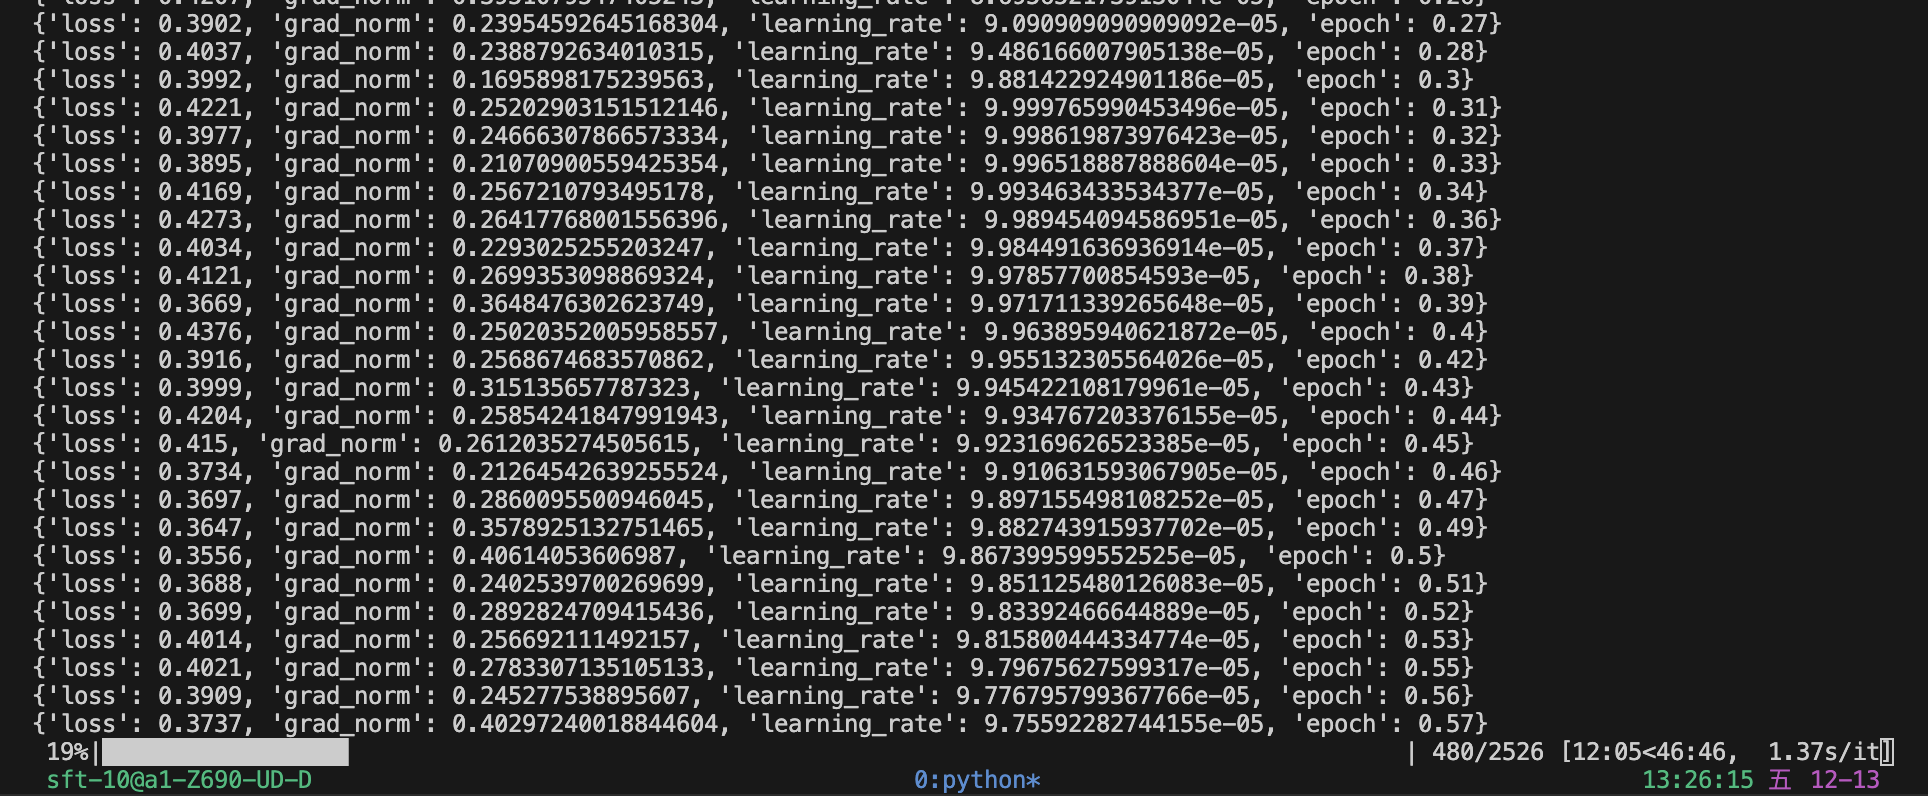 {'loss': 0.3902, 'grad_norm': 0.23954592645168304, 'learning_rate': 9.090909090909092e-05, 'epoch': 0.27}
{'loss': 0.4037, 'grad_norm': 0.2388792634010315, 'learning_rate': 9.486166007905138e-05, 'epoch': 0.28}
{'loss': 0.3992, 'grad_norm': 0.1695898175239563, 'learning_rate': 9.881422924901186e-05, 'epoch': 0.3}
{'loss': 0.4221, 'grad_norm': 0.25202903151512146, 'learning_rate': 9.999765990453496e-05, 'epoch': 0.31}
{'loss': 0.3977, 'grad_norm': 0.24666307866573334, 'learning_rate': 9.998619873976423e-05, 'epoch': 0.32}
{'loss': 0.3895, 'grad_norm': 0.21070900559425354, 'learning_rate': 9.996518887888604e-05, 'epoch': 0.33}
{'loss': 0.4169, 'grad_norm': 0.2567210793495178, 'learning_rate': 9.993463433534377e-05, 'epoch': 0.34}
{'loss': 0.4273, 'grad_norm': 0.26417768001556396, 'learning_rate': 9.989454094586951e-05, 'epoch': 0.36}
{'loss': 0.4034, 'grad_norm': 0.2293025255203247, 'learning_rate': 9.984491636936914e-05, 'epoch': 0.37}
{'loss': 0.4121, 'grad_norm': 0.2699353098869324, 'learning_rate': 9.97857700854593e-05, 'epoch': 0.38}
{'loss': 0.3669, 'grad_norm': 0.3648476302623749, 'learning_rate': 9.971711339265648e-05, 'epoch': 0.39}
{'loss': 0.4376, 'grad_norm': 0.25020352005958557, 'learning_rate': 9.963895940621872e-05, 'epoch': 0.4}
{'loss': 0.3916, 'grad_norm': 0.2568674683570862, 'learning_rate': 9.955132305564026e-05, 'epoch': 0.42}
{'loss': 0.3999, 'grad_norm': 0.315135657787323, 'learning_rate': 9.945422108179961e-05, 'epoch': 0.43}
{'loss': 0.4204, 'grad_norm': 0.25854241847991943, 'learning_rate': 9.934767203376155e-05, 'epoch': 0.44}
{'loss': 0.415, 'grad_norm': 0.2612035274505615, 'learning_rate': 9.923169626523385e-05, 'epoch': 0.45}
{'loss': 0.3734, 'grad_norm': 0.21264542639255524, 'learning_rate': 9.910631593067905e-05, 'epoch': 0.46}
{'loss': 0.3697, 'grad_norm': 0.2860095500946045, 'learning_rate': 9.897155498108252e-05, 'epoch': 0.47}
{'loss': 0.3647, 'grad_norm': 0.3578925132751465, 'learning_rate': 9.882743915937702e-05, 'epoch': 0.49}
{'loss': 0.3556, 'grad_norm': 0.40614053606987, 'learning_rate': 9.867399599552525e-05, 'epoch': 0.5}
{'loss': 0.3688, 'grad_norm': 0.2402539700269699, 'learning_rate': 9.851125480126083e-05, 'epoch': 0.51}
{'loss': 0.3699, 'grad_norm': 0.2892824709415436, 'learning_rate': 9.83392466644889e-05, 'epoch': 0.52}
{'loss': 0.4014, 'grad_norm': 0.256692111492157, 'learning_rate': 9.815800444334774e-05, 'epoch': 0.53}
{'loss': 0.4021, 'grad_norm': 0.2783307135105133, 'learning_rate': 9.79675627599317e-05, 'epoch': 0.55}
{'loss': 0.3909, 'grad_norm': 0.245277538895607, 'learning_rate': 9.776795799367766e-05, 'epoch': 0.56}
{'loss': 0.3737, 'grad_norm': 0.40297240018844604, 'learning_rate': 9.75592282744155e-05, 'epoch': 0.57}
19%| | 480/2526 [12:05<46:46, 1.37s/it]
sft-10@a1-Z690-UD-D 0:python* 13:26:15 五 12-13